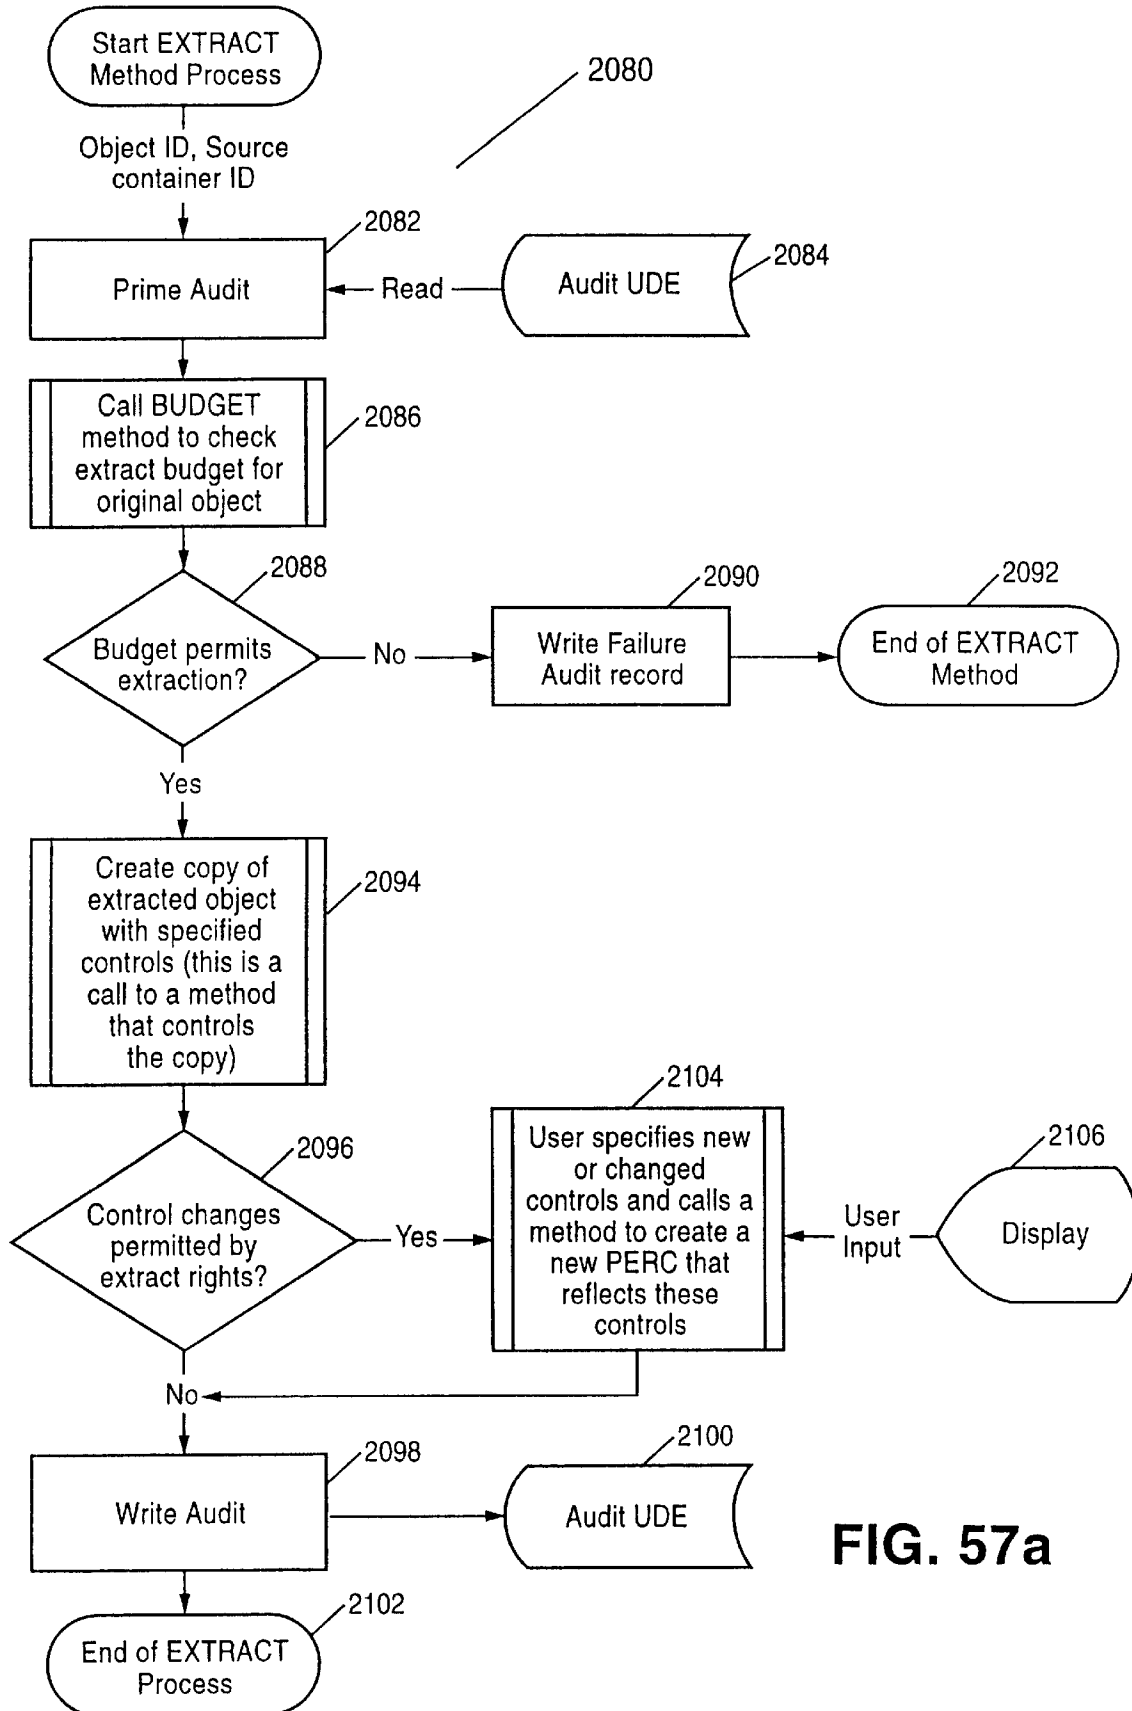 Start EXTRACT
Method Process
2080
Object ID, Source
container ID
2082
Prime Audit
Read
Audit UDE
2084
Call BUDGET
method to check
extract budget for
original object
2086
2088
Budget permits
extraction?
No
2090
Write Failure
Audit record
2092
End of EXTRACT
Method
Yes
Create copy of
extracted object
with specified
controls (this is a
call to a method
that controls
the copy)
2094
2096
Control changes
permitted by
extract rights?
Yes
2104
User specifies new
or changed
controls and calls a
method to create a
new PERC that
reflects these
controls
User
Input
2106
Display
No
2098
Write Audit
2100
Audit UDE
FIG. 57a
2102
End of EXTRACT
Process